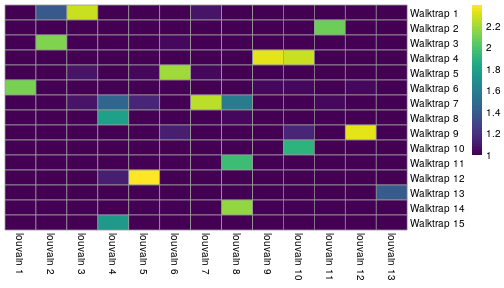 Walktrap 1
Walktrap 2
Walktrap 3
Walktrap 4
Walktrap 5
Walktrap 6
Walktrap 7
Walktrap 8
Walktrap 9
Walktrap 10
Walktrap 11
Walktrap 12
Walktrap 13
Walktrap 14
Walktrap 15
2.2
2
1.8
1.6
1.4
1.2
1
louvain 1
louvain 2
louvain 3
louvain 4
louvain 5
louvain 6
louvain 7
louvain 8
louvain 9
louvain 10
louvain 11
louvain 12
louvain 13